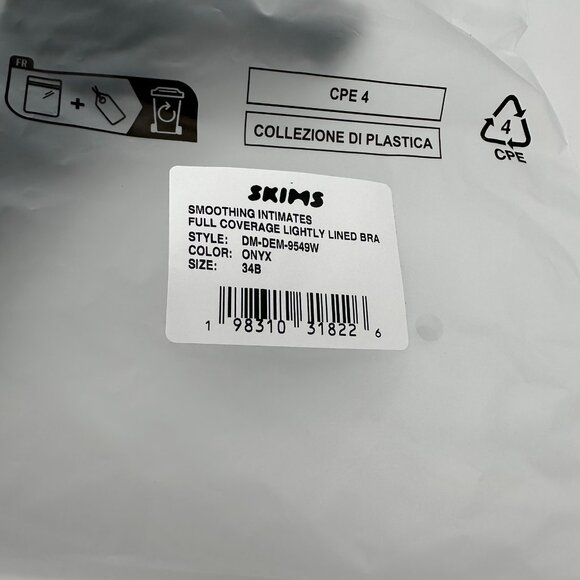 FR
+
CPE 4
COLLEZIONE DI PLASTICA
4
CPE
SKIMS
SMOOTHING INTIMATES
FULL COVERAGE LIGHTLY LINED BRA
STYLE: DM-DEM-9549W
COLOR: ONYX
SIZE: 34B
1 98310 31822 6